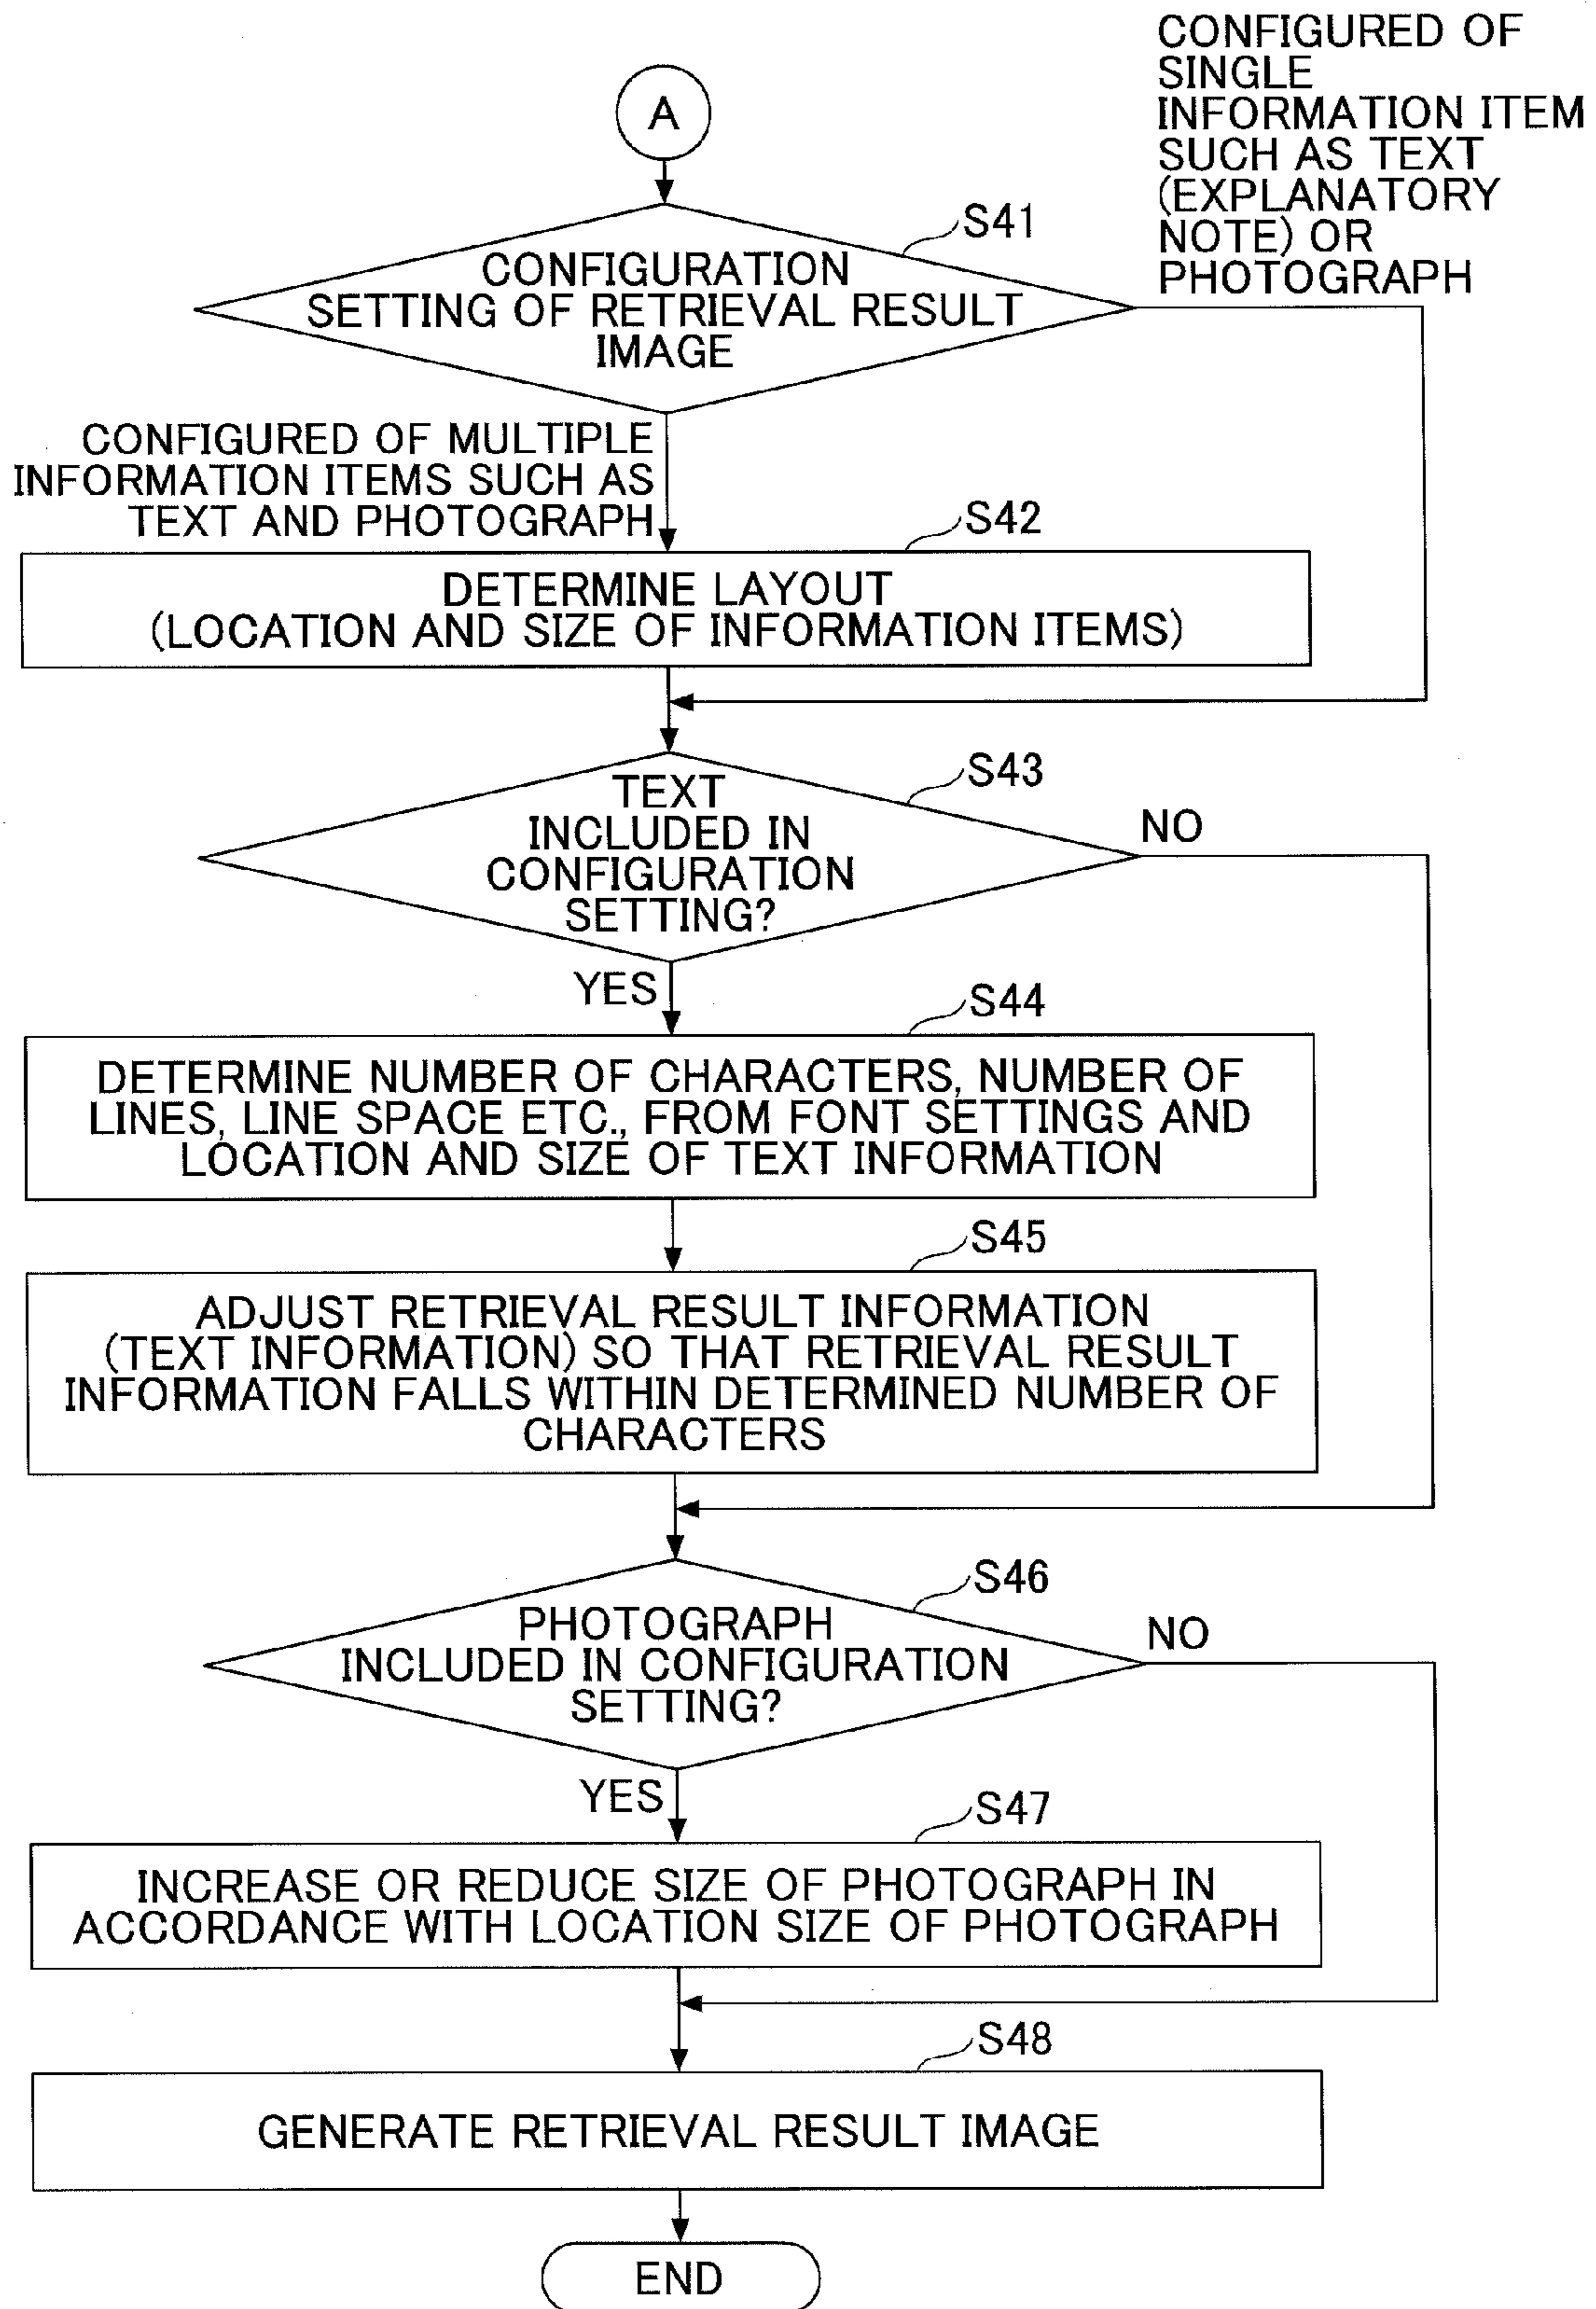 A
CONFIGURED OF
SINGLE
INFORMATION ITEM
SUCH AS TEXT
(EXPLANATORY
NOTE) OR
PHOTOGRAPH
S41
CONFIGURATION
SETTING OF RETRIEVAL RESULT
IMAGE
CONFIGURED OF MULTIPLE
INFORMATION ITEMS SUCH AS
TEXT AND PHOTOGRAPH
S42
DETERMINE LAYOUT
(LOCATION AND SIZE OF INFORMATION ITEMS)
S43
TEXT
INCLUDED IN
CONFIGURATION
SETTING?
NO
YES
S44
DETERMINE NUMBER OF CHARACTERS, NUMBER OF
LINES, LINE SPACE ETC., FROM FONT SETTINGS AND
LOCATION AND SIZE OF TEXT INFORMATION
S45
ADJUST RETRIEVAL RESULT INFORMATION
(TEXT INFORMATION) SO THAT RETRIEVAL RESULT
INFORMATION FALLS WITHIN DETERMINED NUMBER OF
CHARACTERS
S46
PHOTOGRAPH
INCLUDED IN CONFIGURATION
SETTING?
NO
YES
S47
INCREASE OR REDUCE SIZE OF PHOTOGRAPH IN
ACCORDANCE WITH LOCATION SIZE OF PHOTOGRAPH
S48
GENERATE RETRIEVAL RESULT IMAGE
END